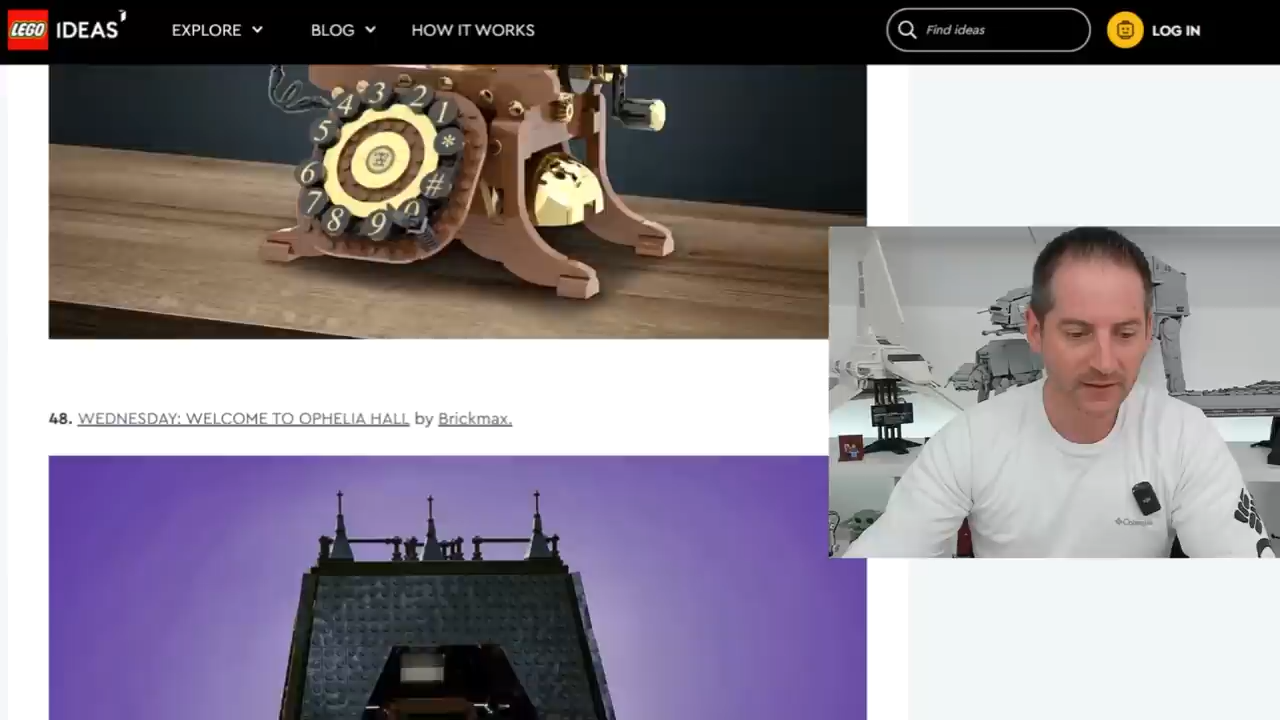 LEGO IDEAS EXPLORE BLOG HOW IT WORKS Find ideas LOG IN
4 3 2 1
5 *
6 #
7 8 9 0
48. WEDNESDAY: WELCOME TO OPHELIA HALL by Brickmax.
Columbia